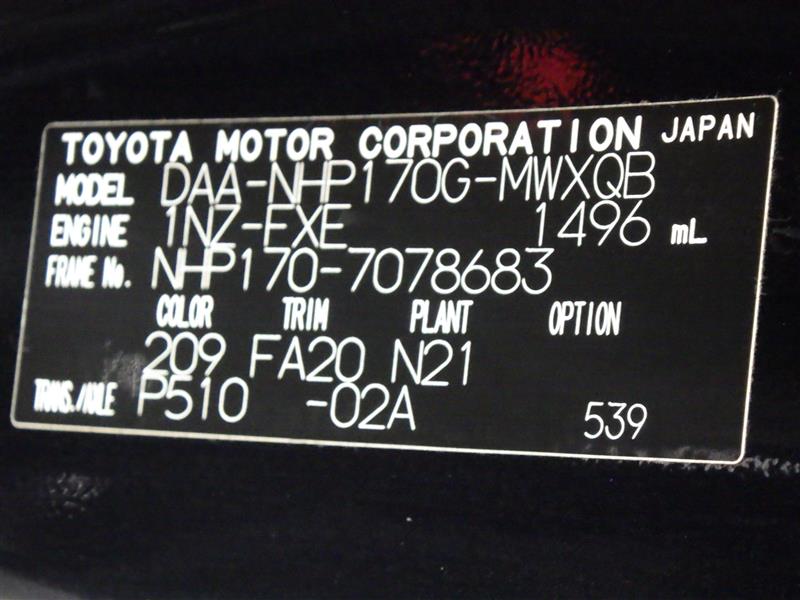 TOYOTA MOTOR CORPORATION JAPAN
MODEL DAA-NHP170G-MWXQB
ENGINE 1NZ-EXE 1496 mL
FRAME No. NHP170-7078683
COLOR TRIM PLANT OPTION
209 FA20 N21
TRANS./AXLE P510 -02A 539